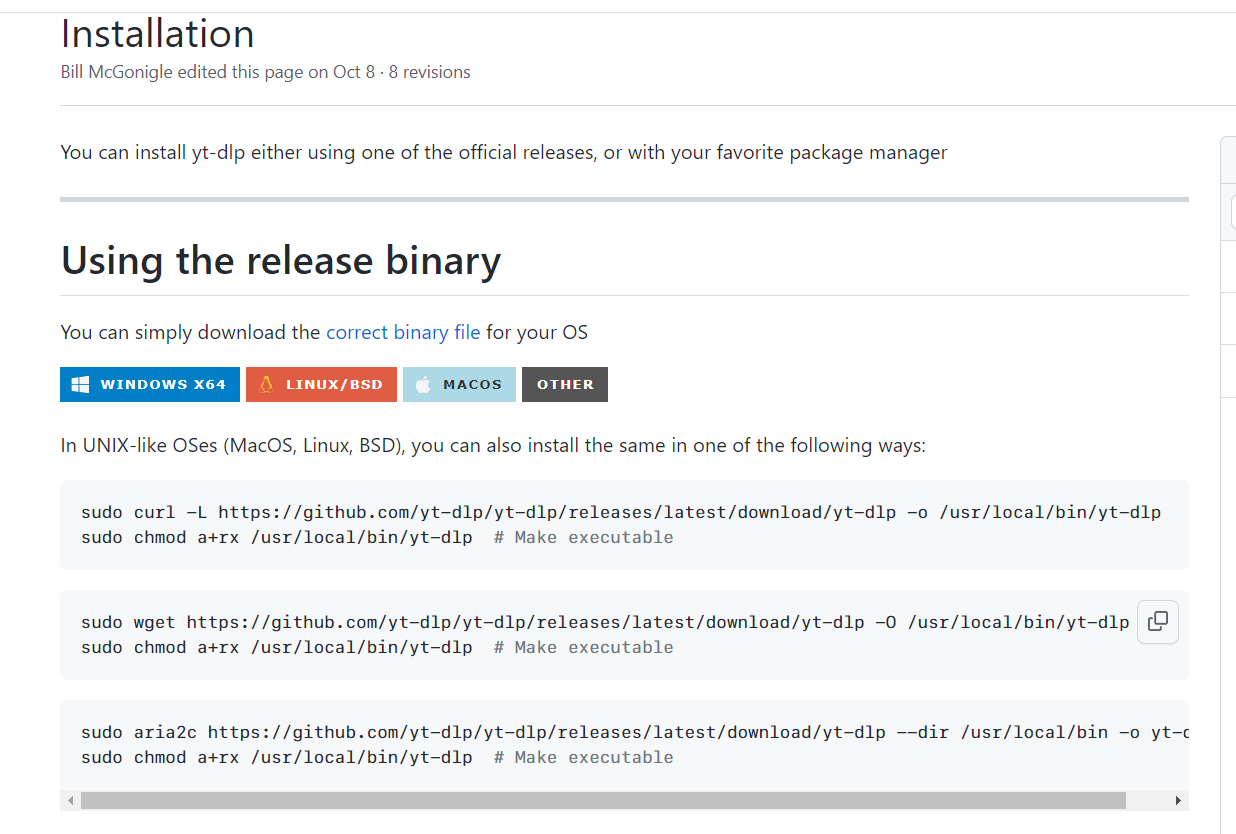 Installation
Bill McGonigle edited this page on Oct 8 · 8 revisions
You can install yt-dlp either using one of the official releases, or with your favorite package manager
Using the release binary
You can simply download the correct binary file for your OS
WINDOWS X64 LINUX/BSD MACOS OTHER
In UNIX-like OSes (MacOS, Linux, BSD), you can also install the same in one of the following ways:
sudo curl -L https://github.com/yt-dlp/yt-dlp/releases/latest/download/yt-dlp -o /usr/local/bin/yt-dlp
sudo chmod a+rx /usr/local/bin/yt-dlp  # Make executable
sudo wget https://github.com/yt-dlp/yt-dlp/releases/latest/download/yt-dlp -O /usr/local/bin/yt-dlp
sudo chmod a+rx /usr/local/bin/yt-dlp  # Make executable
sudo aria2c https://github.com/yt-dlp/yt-dlp/releases/latest/download/yt-dlp --dir /usr/local/bin -o
sudo chmod a+rx /usr/local/bin/yt-dlp  # Make executable